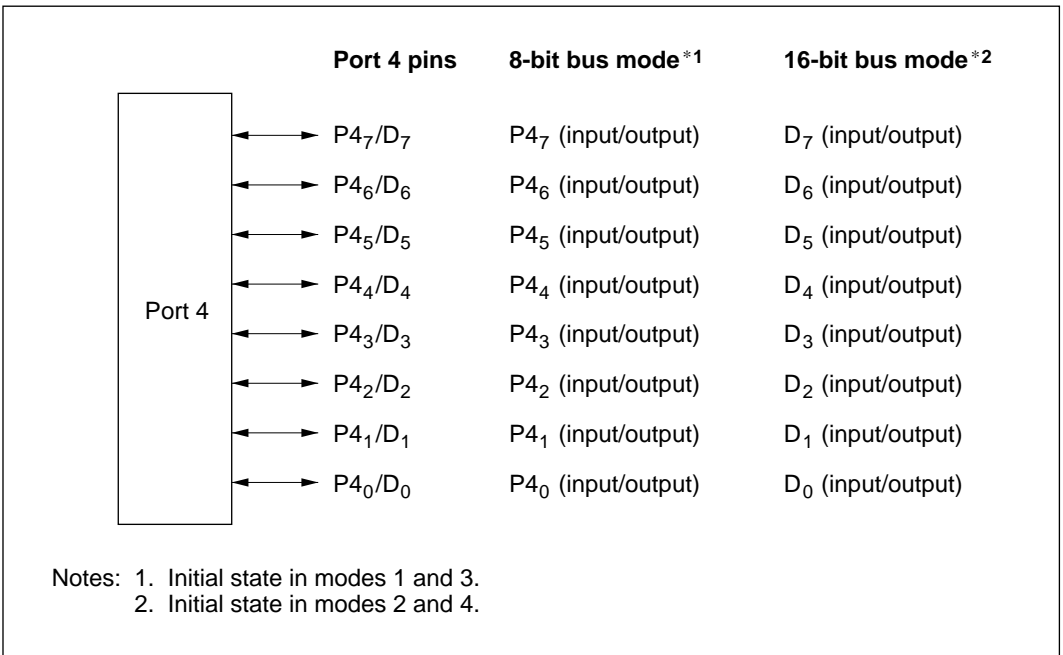 Port 4 pins 8-bit bus mode*1 16-bit bus mode*2
P4₇/D₇ P4₇ (input/output) D₇ (input/output)
P4₆/D₆ P4₆ (input/output) D₆ (input/output)
P4₅/D₅ P4₅ (input/output) D₅ (input/output)
P4₄/D₄ P4₄ (input/output) D₄ (input/output)
Port 4
P4₃/D₃ P4₃ (input/output) D₃ (input/output)
P4₂/D₂ P4₂ (input/output) D₂ (input/output)
P4₁/D₁ P4₁ (input/output) D₁ (input/output)
P4₀/D₀ P4₀ (input/output) D₀ (input/output)
Notes: 1. Initial state in modes 1 and 3.
2. Initial state in modes 2 and 4.